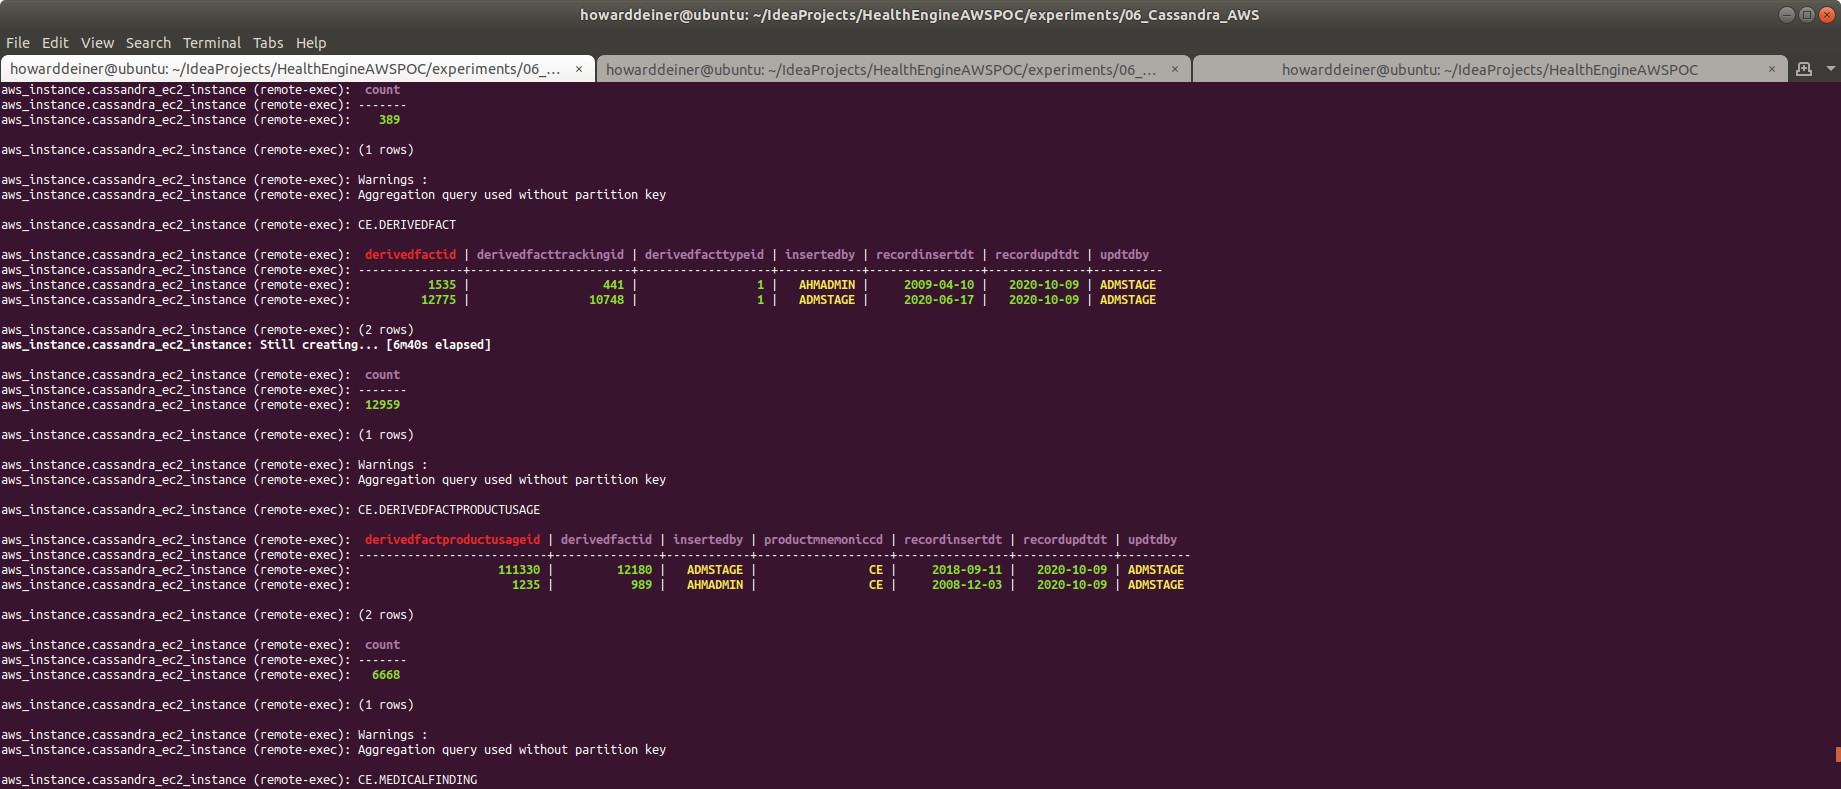 howarddeiner@ubuntu: ~/IdeaProjects/HealthEngineAWSPOC/experiments/06_Cassandra_AWS
File Edit View Search Terminal Tabs Help
howarddeiner@ubuntu: ~/IdeaProjects/HealthEngineAWSPOC/experiments/06_... × howarddeiner@ubuntu: ~/IdeaProjects/HealthEngineAWSPOC/experiments/06_... × howarddeiner@ubuntu: ~/IdeaProjects/HealthEngineAWSPOC ×
aws_instance.cassandra_ec2_instance (remote-exec):  count
aws_instance.cassandra_ec2_instance (remote-exec): -------
aws_instance.cassandra_ec2_instance (remote-exec):    389
aws_instance.cassandra_ec2_instance (remote-exec): (1 rows)
aws_instance.cassandra_ec2_instance (remote-exec): Warnings :
aws_instance.cassandra_ec2_instance (remote-exec): Aggregation query used without partition key
aws_instance.cassandra_ec2_instance (remote-exec): CE.DERIVEDFACT
aws_instance.cassandra_ec2_instance (remote-exec):  derivedfactid | derivedfacttrackingid | derivedfacttypeid | insertedby | recordinsertdt | recordupdtdt | updtdby
aws_instance.cassandra_ec2_instance (remote-exec): ---------------+-----------------------+-------------------+------------+----------------+--------------+----------
aws_instance.cassandra_ec2_instance (remote-exec):           1535 |                   441 |                 1 |   AHMADMIN |     2009-04-10 |   2020-10-09 | ADMSTAGE
aws_instance.cassandra_ec2_instance (remote-exec):          12775 |                 10748 |                 1 |   ADMSTAGE |     2020-06-17 |   2020-10-09 | ADMSTAGE
aws_instance.cassandra_ec2_instance (remote-exec): (2 rows)
aws_instance.cassandra_ec2_instance: Still creating... [6m40s elapsed]
aws_instance.cassandra_ec2_instance (remote-exec):  count
aws_instance.cassandra_ec2_instance (remote-exec): -------
aws_instance.cassandra_ec2_instance (remote-exec):  12959
aws_instance.cassandra_ec2_instance (remote-exec): (1 rows)
aws_instance.cassandra_ec2_instance (remote-exec): Warnings :
aws_instance.cassandra_ec2_instance (remote-exec): Aggregation query used without partition key
aws_instance.cassandra_ec2_instance (remote-exec): CE.DERIVEDFACTPRODUCTUSAGE
aws_instance.cassandra_ec2_instance (remote-exec):  derivedfactproductusageid | derivedfactid | insertedby | productmnemoniccd | recordinsertdt | recordupdtdt | updtdby
aws_instance.cassandra_ec2_instance (remote-exec): ---------------------------+---------------+------------+-------------------+----------------+--------------+----------
aws_instance.cassandra_ec2_instance (remote-exec):                     111330 |         12180 |   ADMSTAGE |                CE |     2018-09-11 |   2020-10-09 | ADMSTAGE
aws_instance.cassandra_ec2_instance (remote-exec):                       1235 |           989 |   AHMADMIN |                CE |     2008-12-03 |   2020-10-09 | ADMSTAGE
aws_instance.cassandra_ec2_instance (remote-exec): (2 rows)
aws_instance.cassandra_ec2_instance (remote-exec):  count
aws_instance.cassandra_ec2_instance (remote-exec): -------
aws_instance.cassandra_ec2_instance (remote-exec):   6668
aws_instance.cassandra_ec2_instance (remote-exec): (1 rows)
aws_instance.cassandra_ec2_instance (remote-exec): Warnings :
aws_instance.cassandra_ec2_instance (remote-exec): Aggregation query used without partition key
aws_instance.cassandra_ec2_instance (remote-exec): CE.MEDICALFINDING